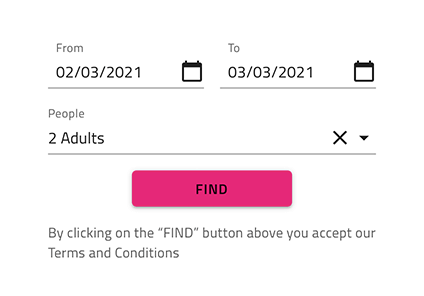 From To
02/03/2021 03/03/2021
People
2 Adults
FIND
By clicking on the “FIND” button above you accept our
Terms and Conditions